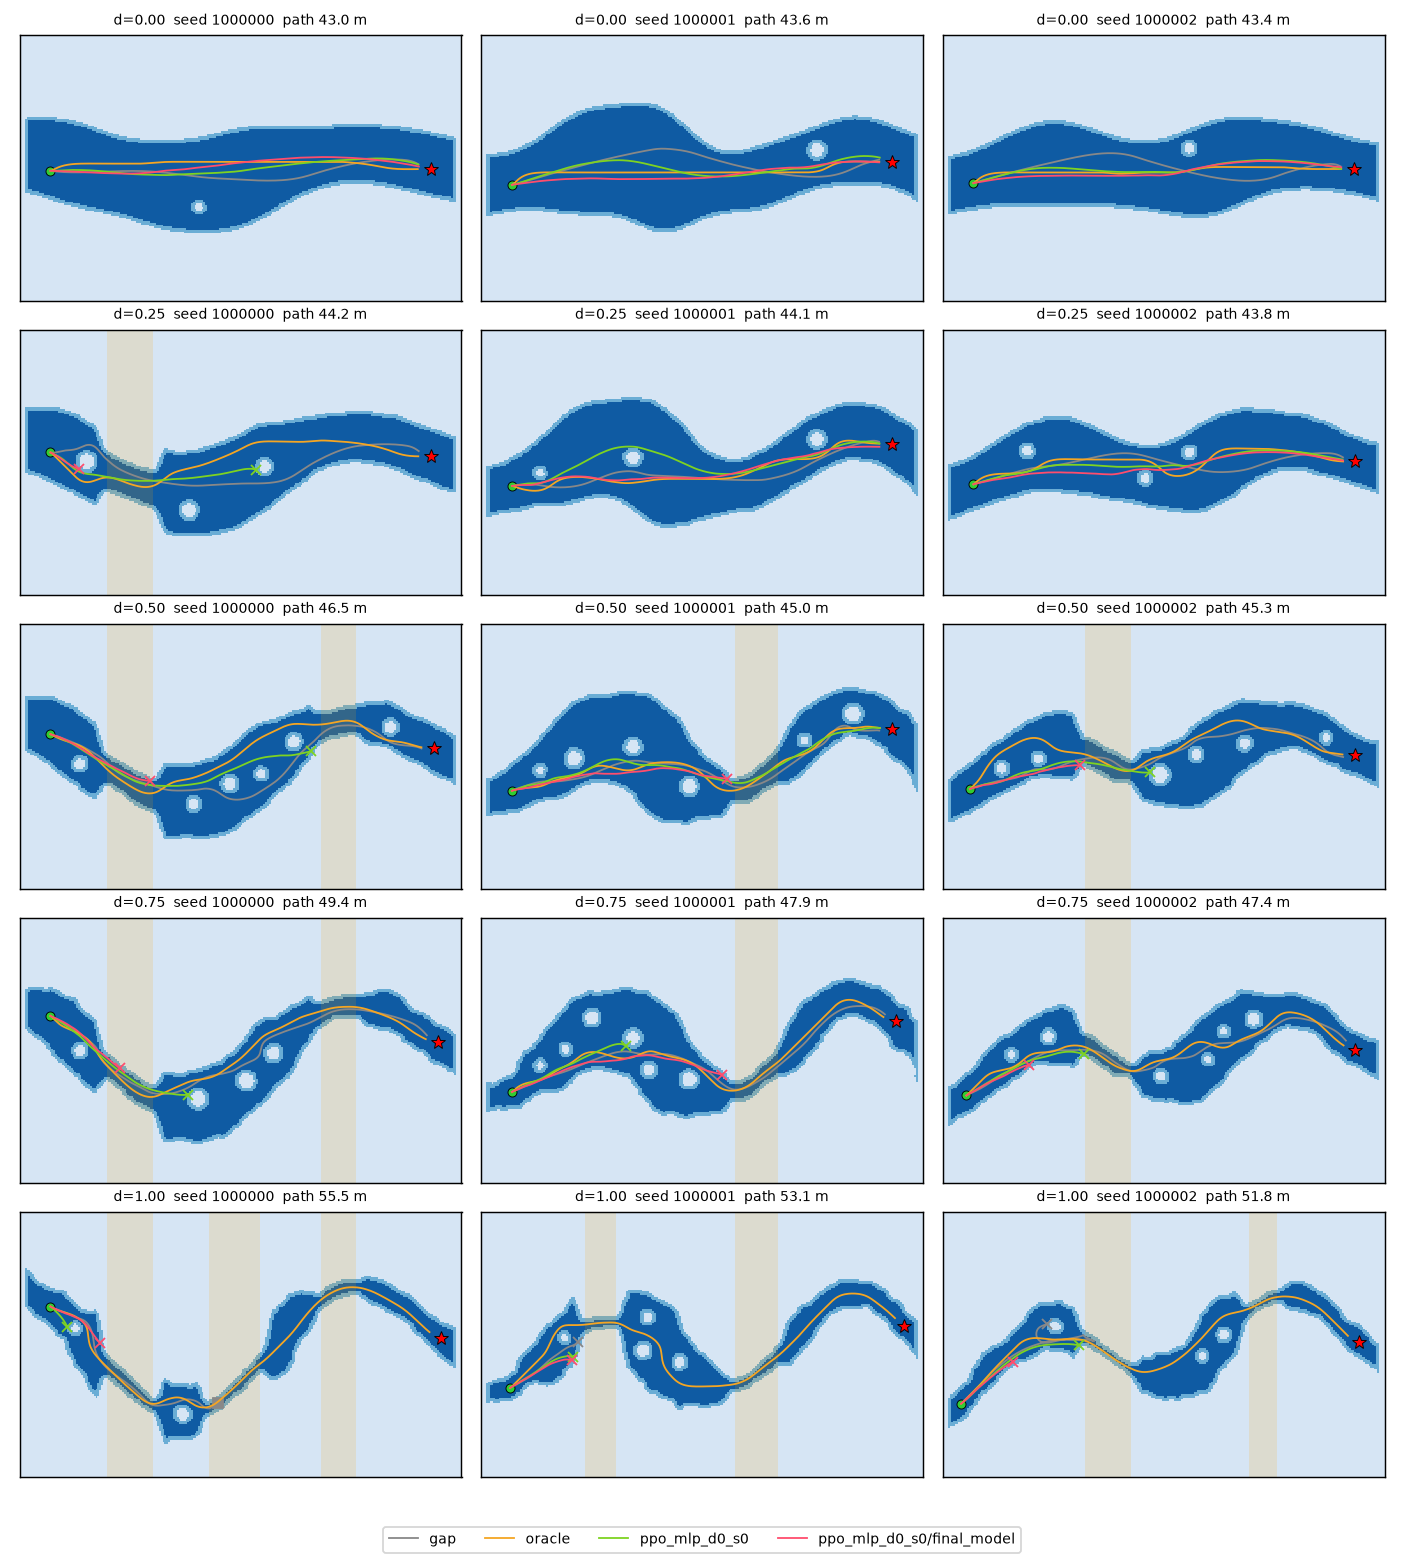 d=0.00  seed 1000000  path 43.0 m
d=0.00  seed 1000001  path 43.6 m
d=0.00  seed 1000002  path 43.4 m
d=0.25  seed 1000000  path 44.2 m
d=0.25  seed 1000001  path 44.1 m
d=0.25  seed 1000002  path 43.8 m
d=0.50  seed 1000000  path 46.5 m
d=0.50  seed 1000001  path 45.0 m
d=0.50  seed 1000002  path 45.3 m
d=0.75  seed 1000000  path 49.4 m
d=0.75  seed 1000001  path 47.9 m
d=0.75  seed 1000002  path 47.4 m
d=1.00  seed 1000000  path 55.5 m
d=1.00  seed 1000001  path 53.1 m
d=1.00  seed 1000002  path 51.8 m
gap  oracle  ppo_mlp_d0_s0  ppo_mlp_d0_s0/final_model